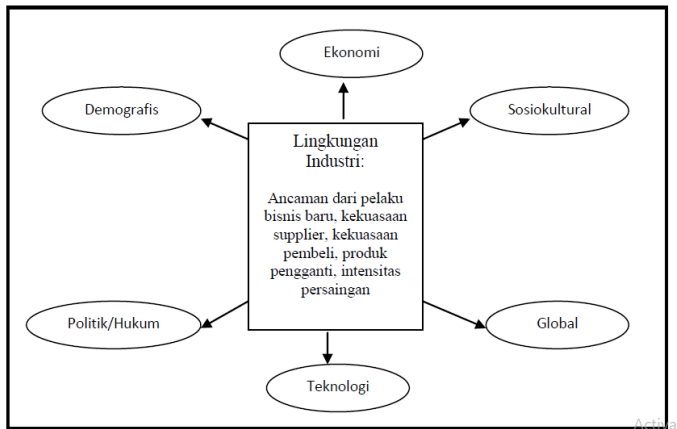 Ekonomi
Demografis
Sosiokultural
Lingkungan
Industri:
Ancaman dari pelaku
bisnis baru, kekuasaan
supplier, kekuasaan
pembeli, produk
pengganti, intensitas
persaingan
Politik/Hukum
Global
Teknologi
Activa